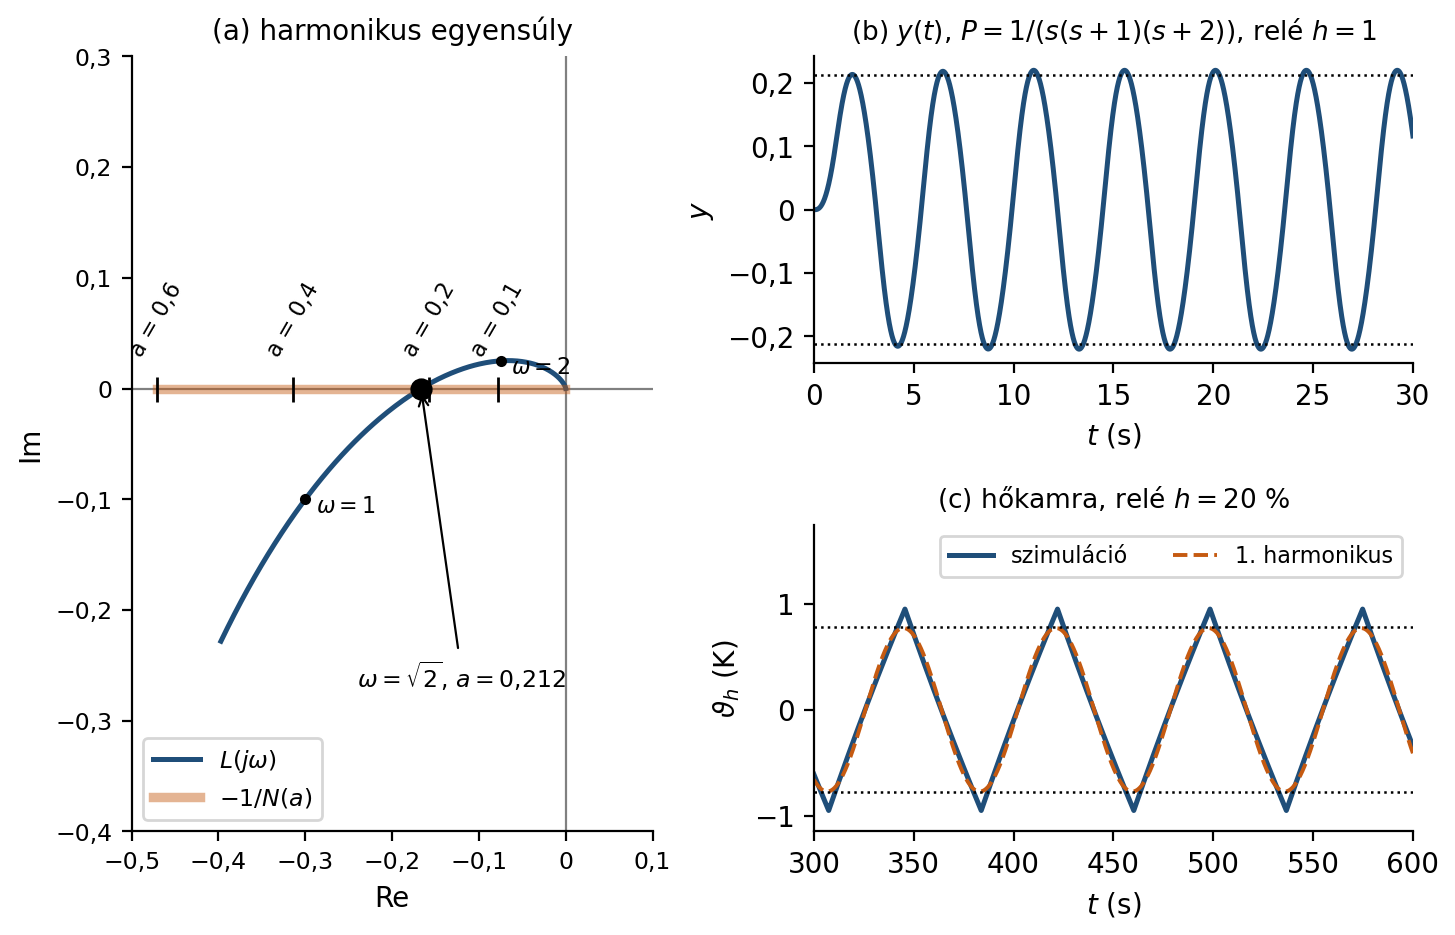 (a) harmonikus egyensúly
0,3
0,2
0,1
0
−0,1
−0,2
−0,3
−0,4
Im
a = 0,6
a = 0,4
a = 0,2
a = 0,1
ω = 2
ω = 1
ω = √2, a = 0,212
L(jω)
−1/N(a)
−0,5 −0,4 −0,3 −0,2 −0,1 0 0,1
Re
(b) y(t), P = 1/(s(s + 1)(s + 2)), relé h = 1
0,2
0,1
0
−0,1
−0,2
y
0 5 10 15 20 25 30
t (s)
(c) hőkamra, relé h = 20 %
szimuláció
1. harmonikus
1
0
−1
ϑh (K)
300 350 400 450 500 550 600
t (s)